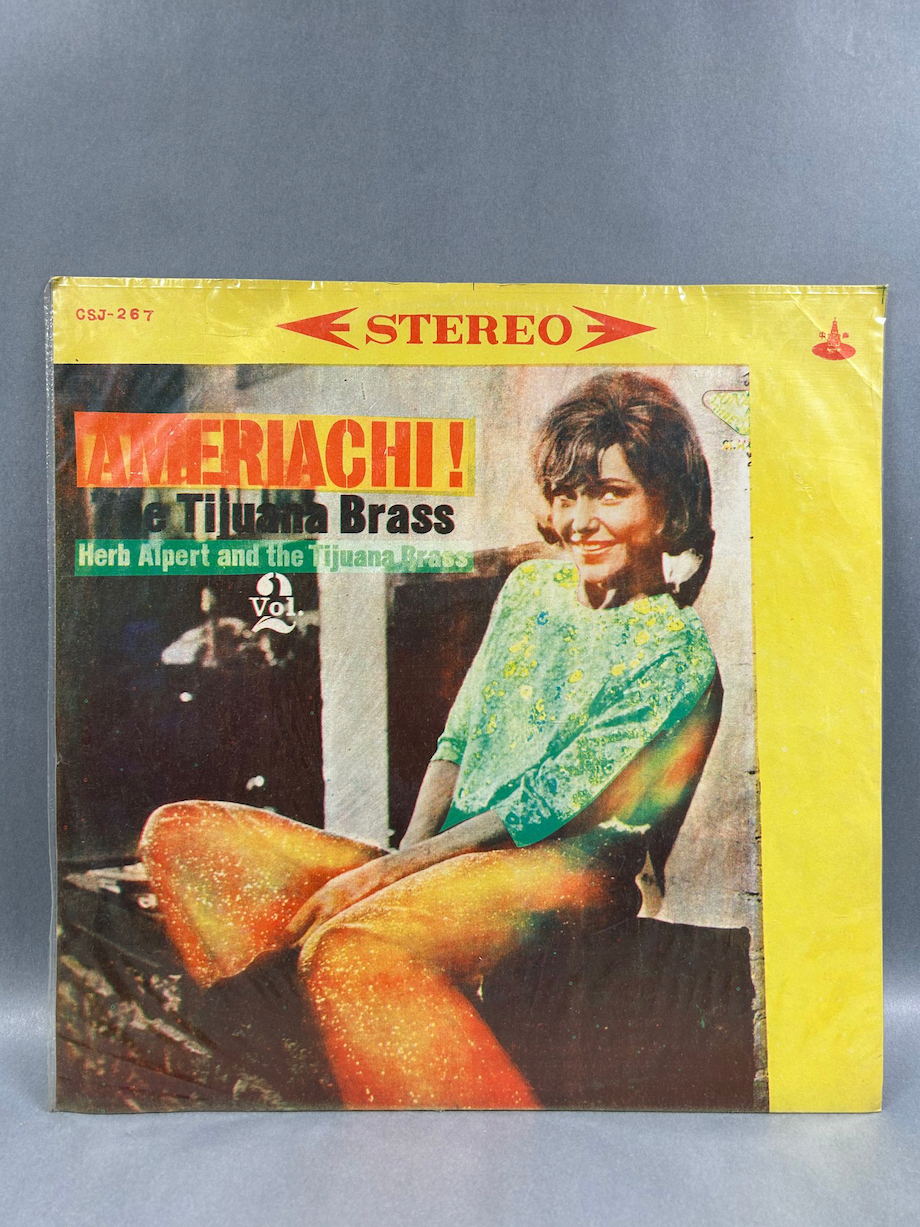 CSJ-267
STEREO
AMERIACHI!
The Tijuana Brass
Herb Alpert and the Tijuana Brass
Vol.
2